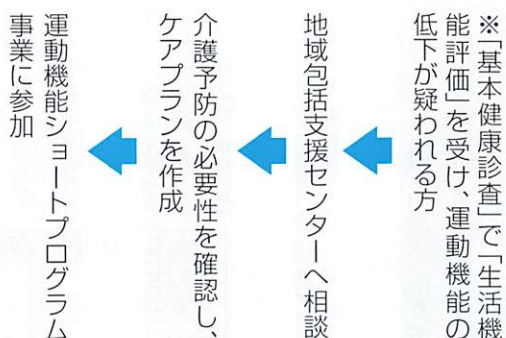 ※「基本健康診査」で「生活機
能評価」を受け、運動機能の
低下が疑われる方
地域包括支援センターへ相談
介護予防の必要性を確認し、
ケアプランを作成
運動機能ショートプログラム
事業に参加